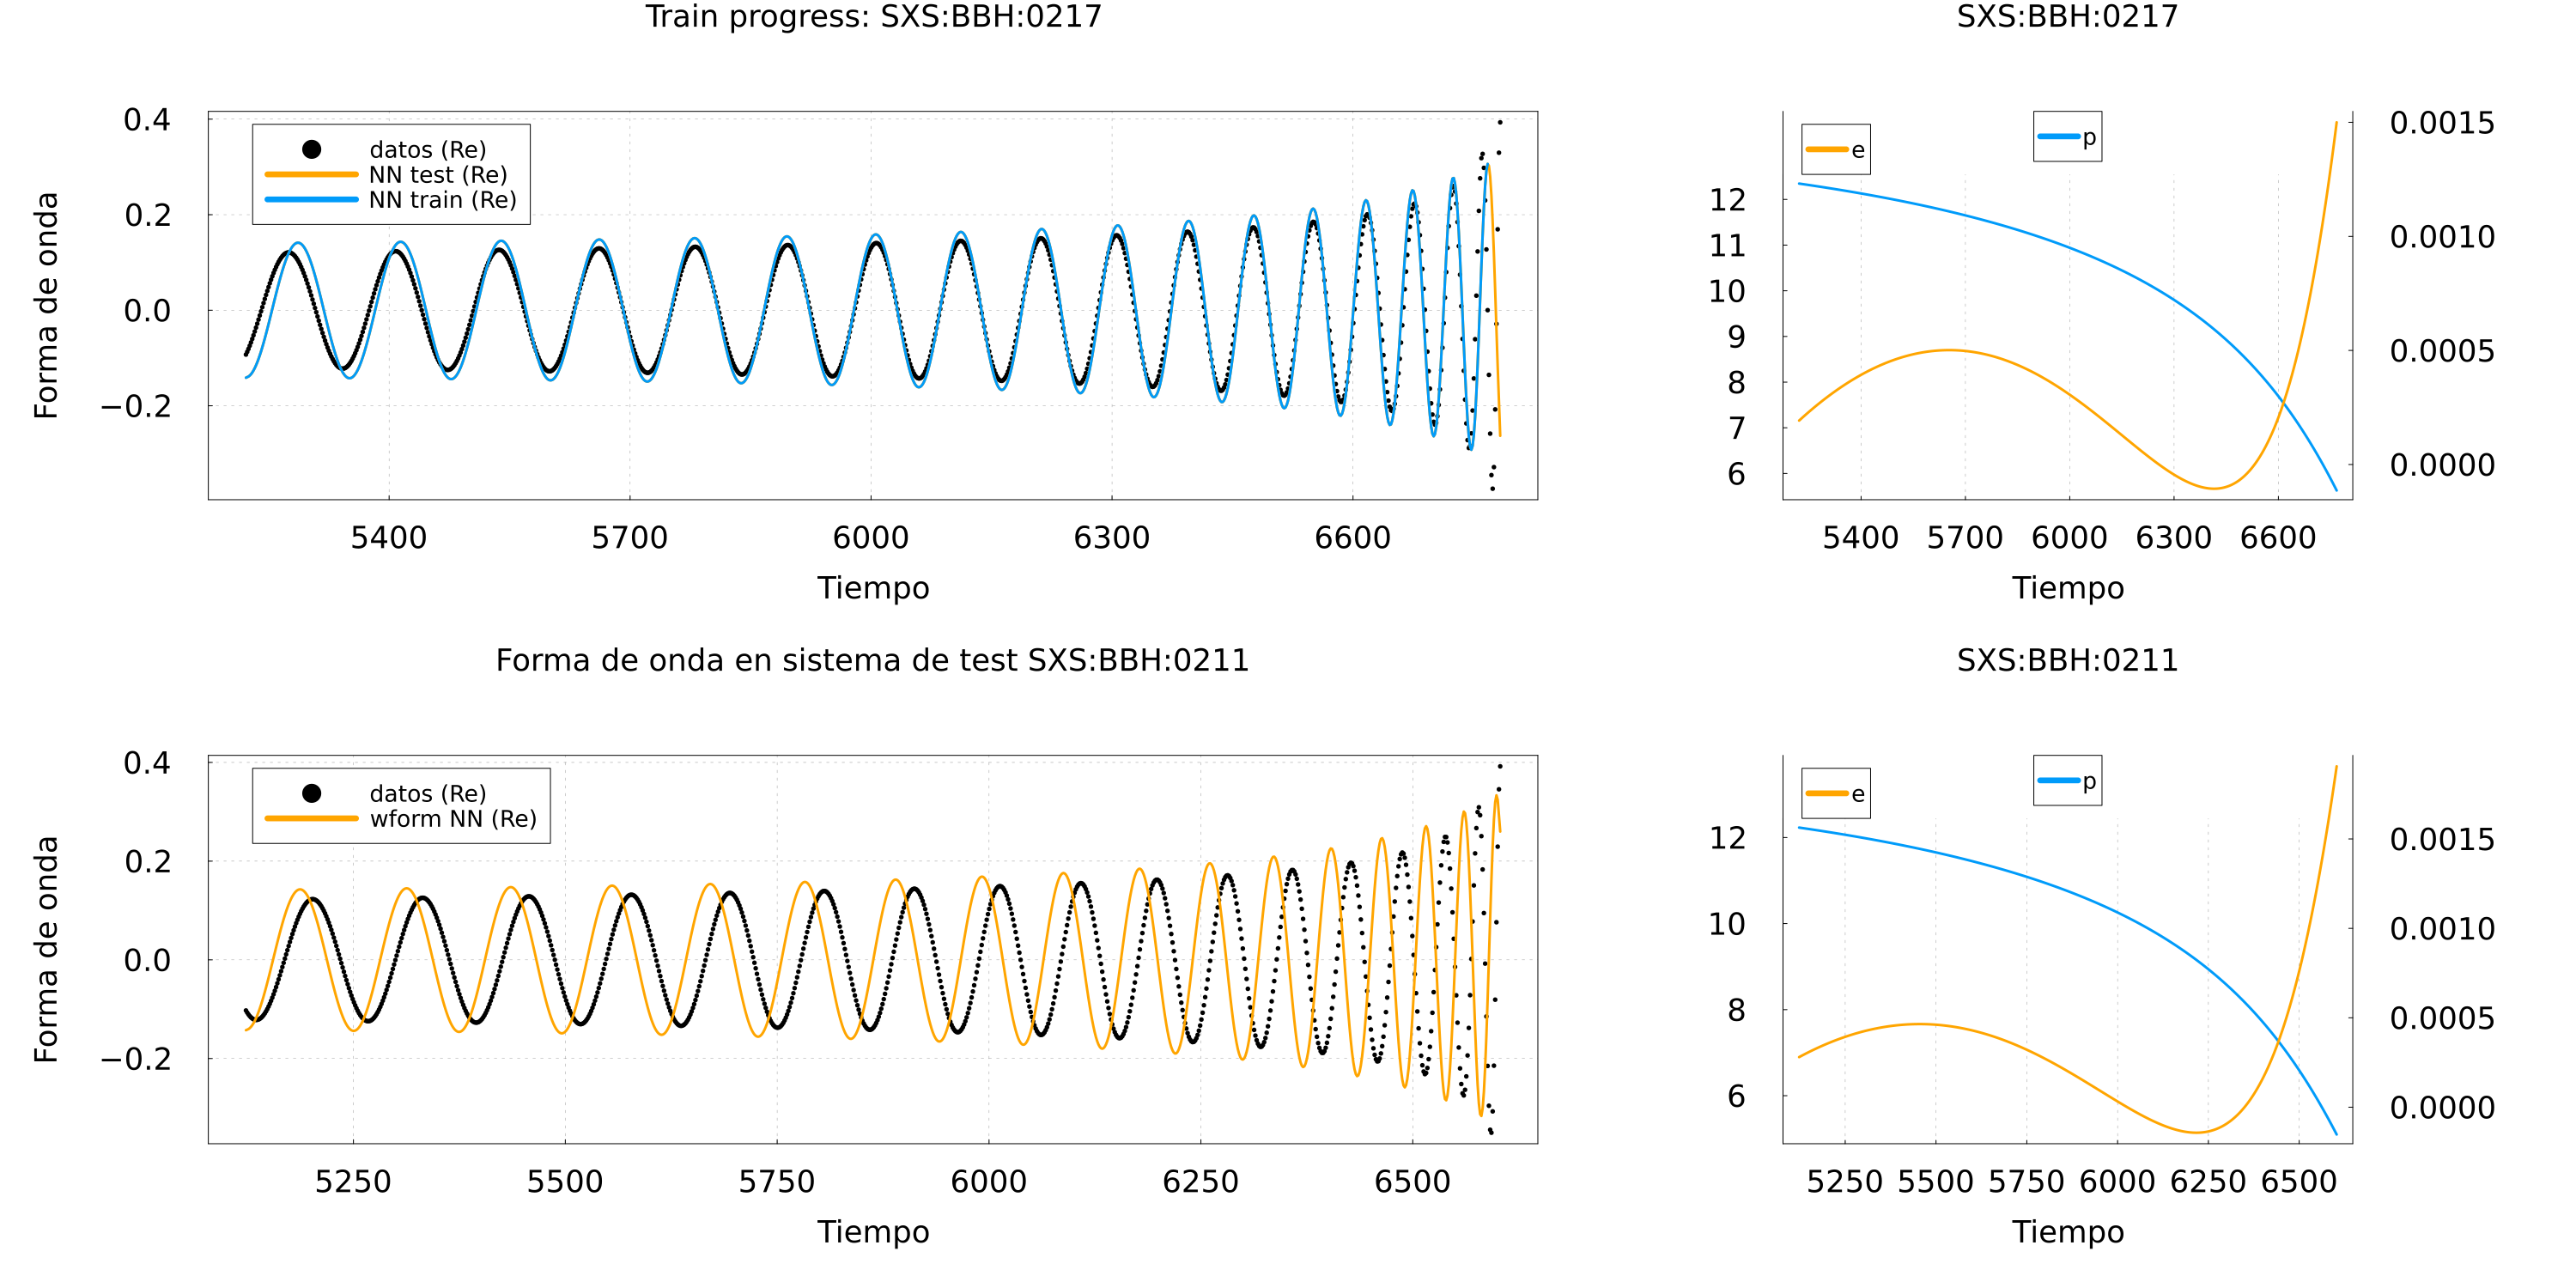 Train progress: SXS:BBH:0217
Forma de onda
0.4
0.2
0.0
−0.2
datos (Re)
NN test (Re)
NN train (Re)
5400 5700 6000 6300 6600
Tiempo
SXS:BBH:0217
e
p
12
11
10
9
8
7
6
0.0015
0.0010
0.0005
0.0000
5400 5700 6000 6300 6600
Tiempo
Forma de onda en sistema de test SXS:BBH:0211
Forma de onda
0.4
0.2
0.0
−0.2
datos (Re)
wform NN (Re)
5250 5500 5750 6000 6250 6500
Tiempo
SXS:BBH:0211
e
p
12
10
8
6
0.0015
0.0010
0.0005
0.0000
5250 5500 5750 6000 6250 6500
Tiempo